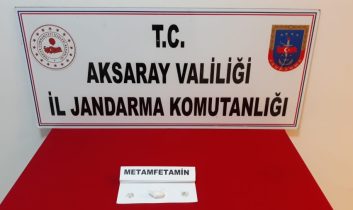 T.C.
AKSARAY VALİLİĞİ
İL JANDARMA KOMUTANLIĞI
METAMFETAMİN